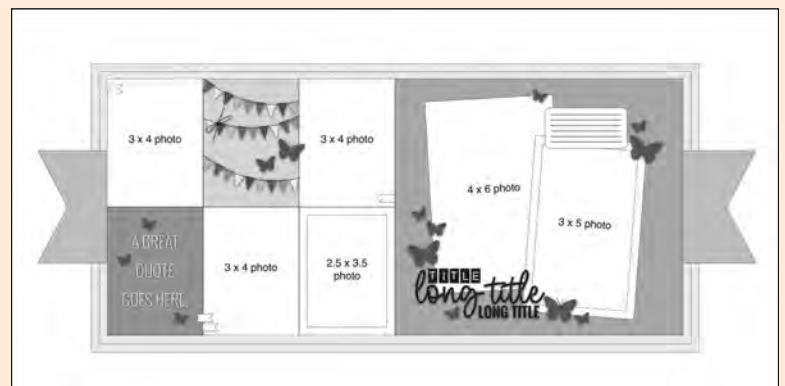 3 x 4 photo
3 x 4 photo
A GREAT
QUOTE
GOES HERE.
3 x 4 photo
2.5 x 3.5
photo
4 x 6 photo
3 x 5 photo
TITLE
long title
LONG TITLE